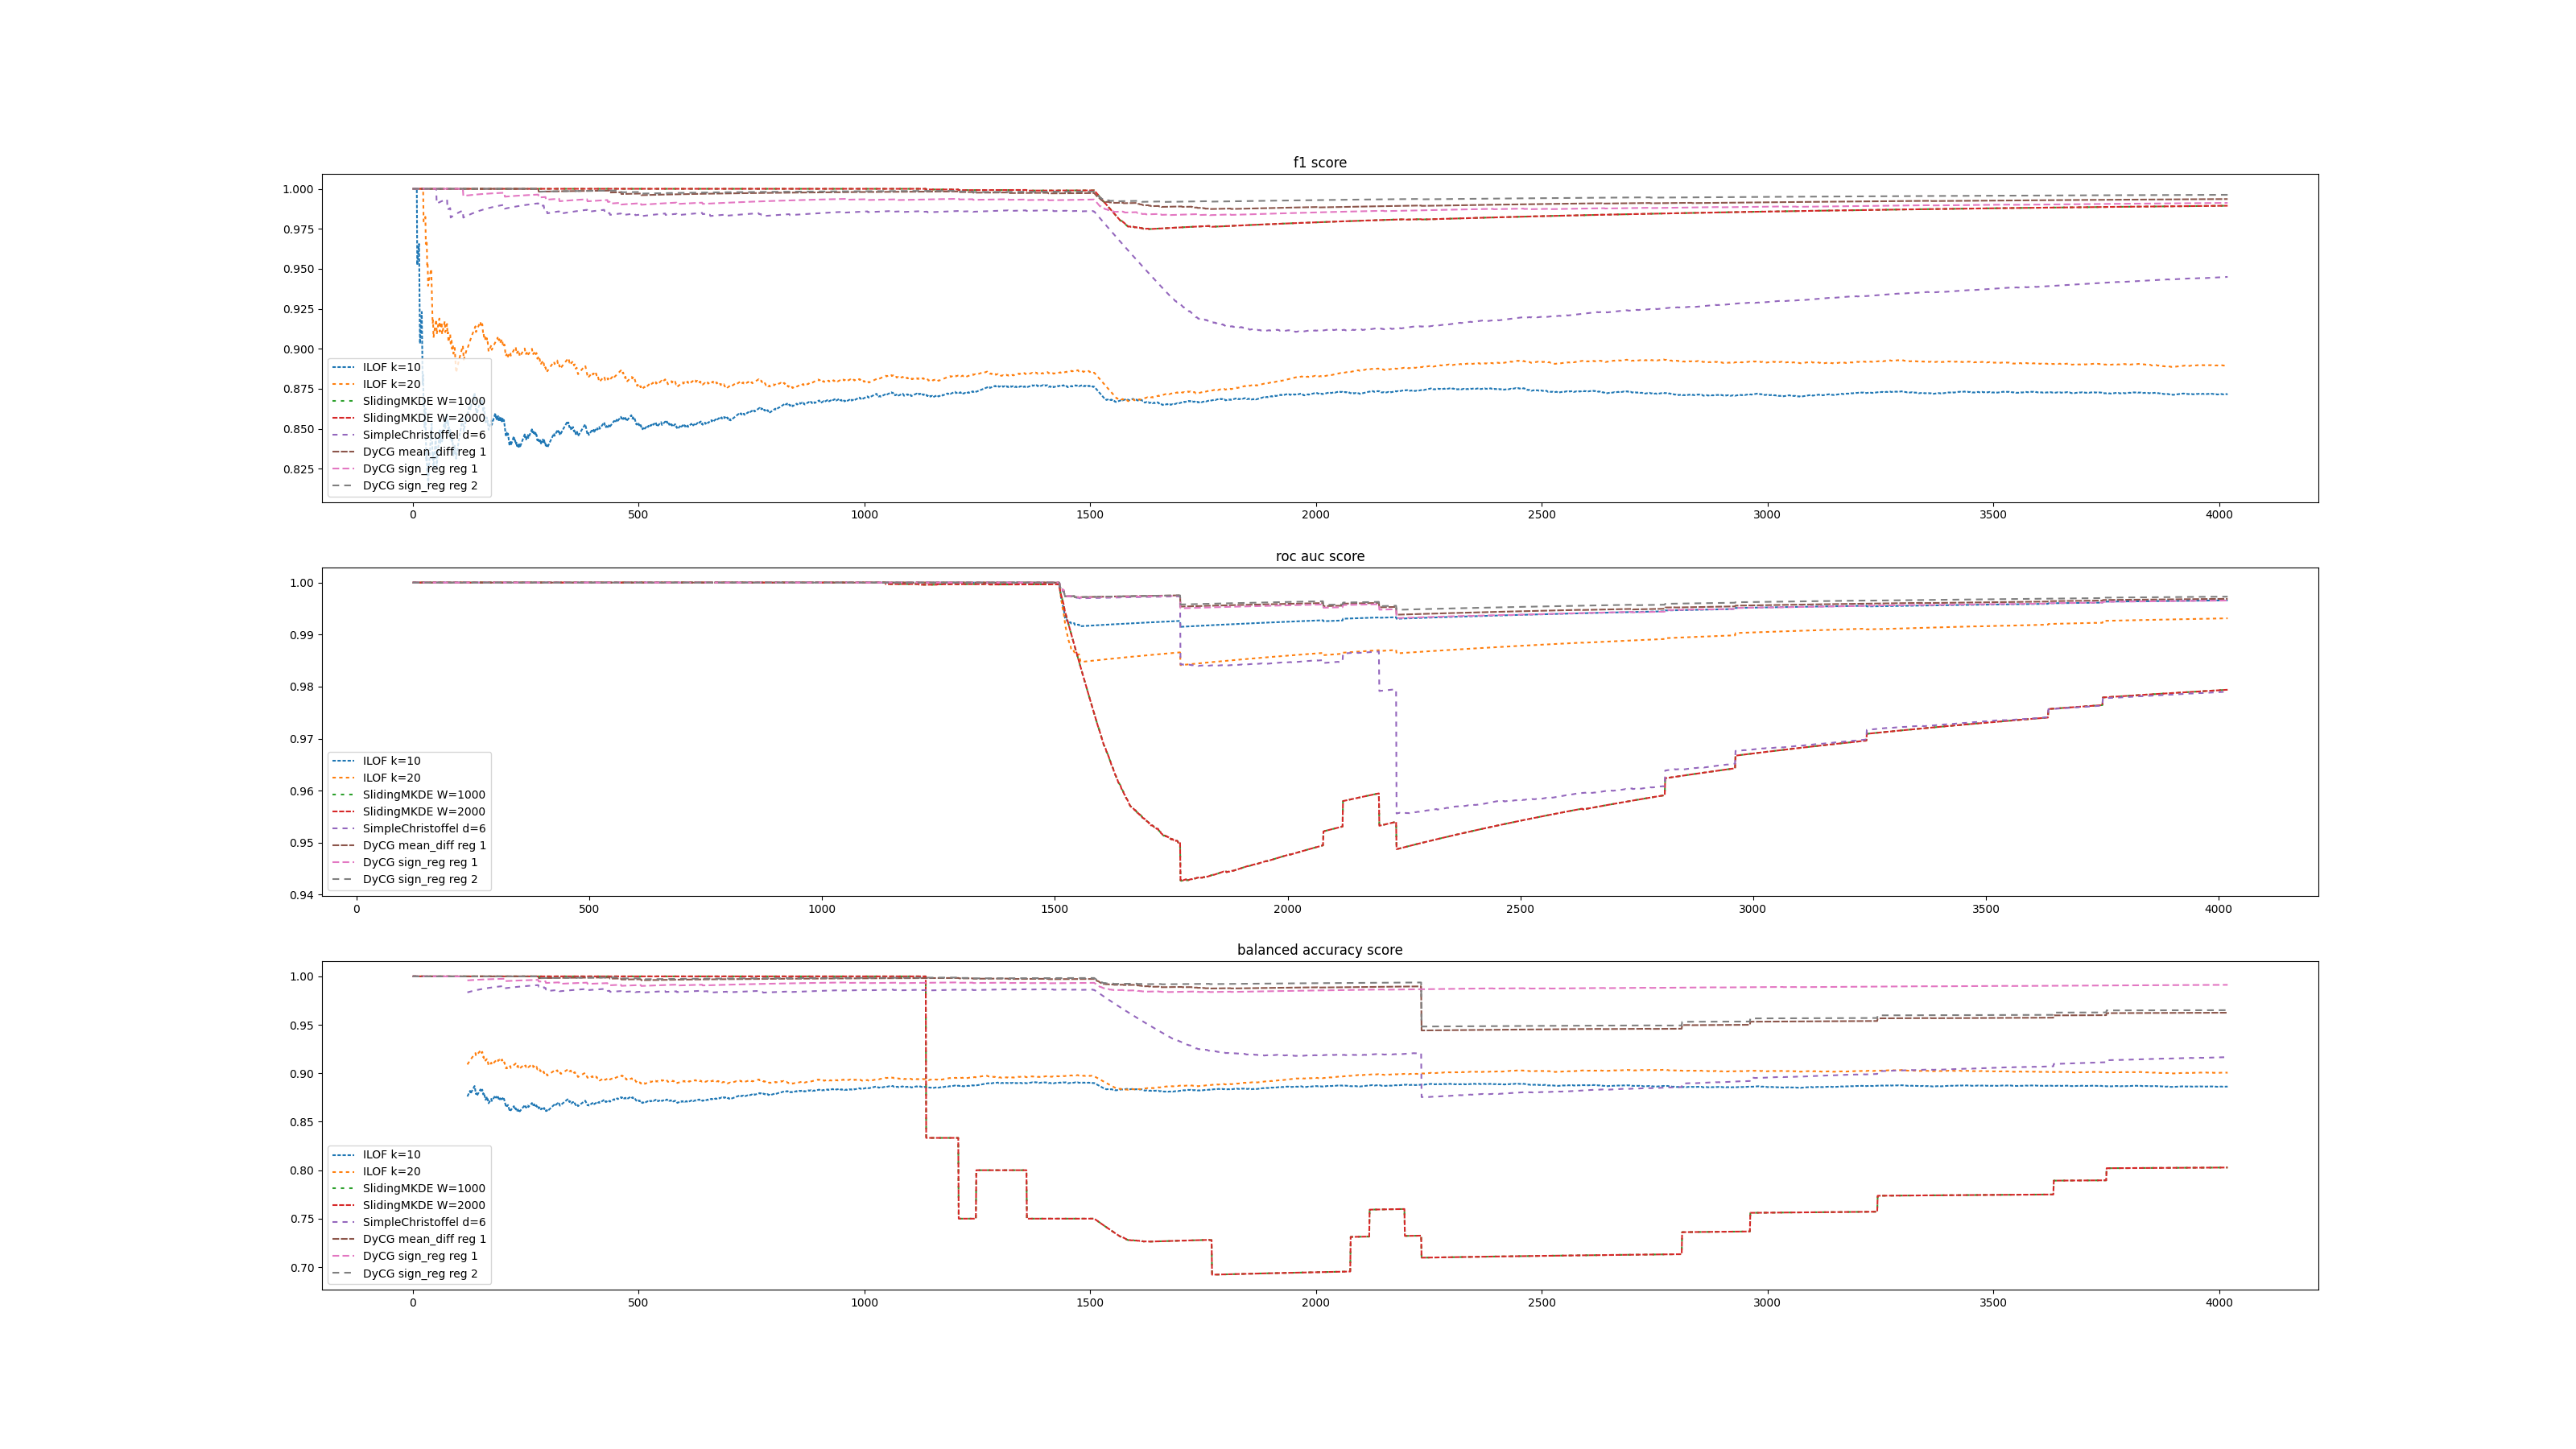 f1 score
1.000
0.975
0.950
0.925
0.900
0.875
0.850
0.825
ILOF k=10
ILOF k=20
SlidingMKDE W=1000
SlidingMKDE W=2000
SimpleChristoffel d=6
DyCG mean_diff reg 1
DyCG sign_reg reg 1
DyCG sign_reg reg 2
0 500 1000 1500 2000 2500 3000 3500 4000
roc auc score
1.00
0.99
0.98
0.97
0.96
0.95
0.94
ILOF k=10
ILOF k=20
SlidingMKDE W=1000
SlidingMKDE W=2000
SimpleChristoffel d=6
DyCG mean_diff reg 1
DyCG sign_reg reg 1
DyCG sign_reg reg 2
0 500 1000 1500 2000 2500 3000 3500 4000
balanced accuracy score
1.00
0.95
0.90
0.85
0.80
0.75
0.70
ILOF k=10
ILOF k=20
SlidingMKDE W=1000
SlidingMKDE W=2000
SimpleChristoffel d=6
DyCG mean_diff reg 1
DyCG sign_reg reg 1
DyCG sign_reg reg 2
0 500 1000 1500 2000 2500 3000 3500 4000